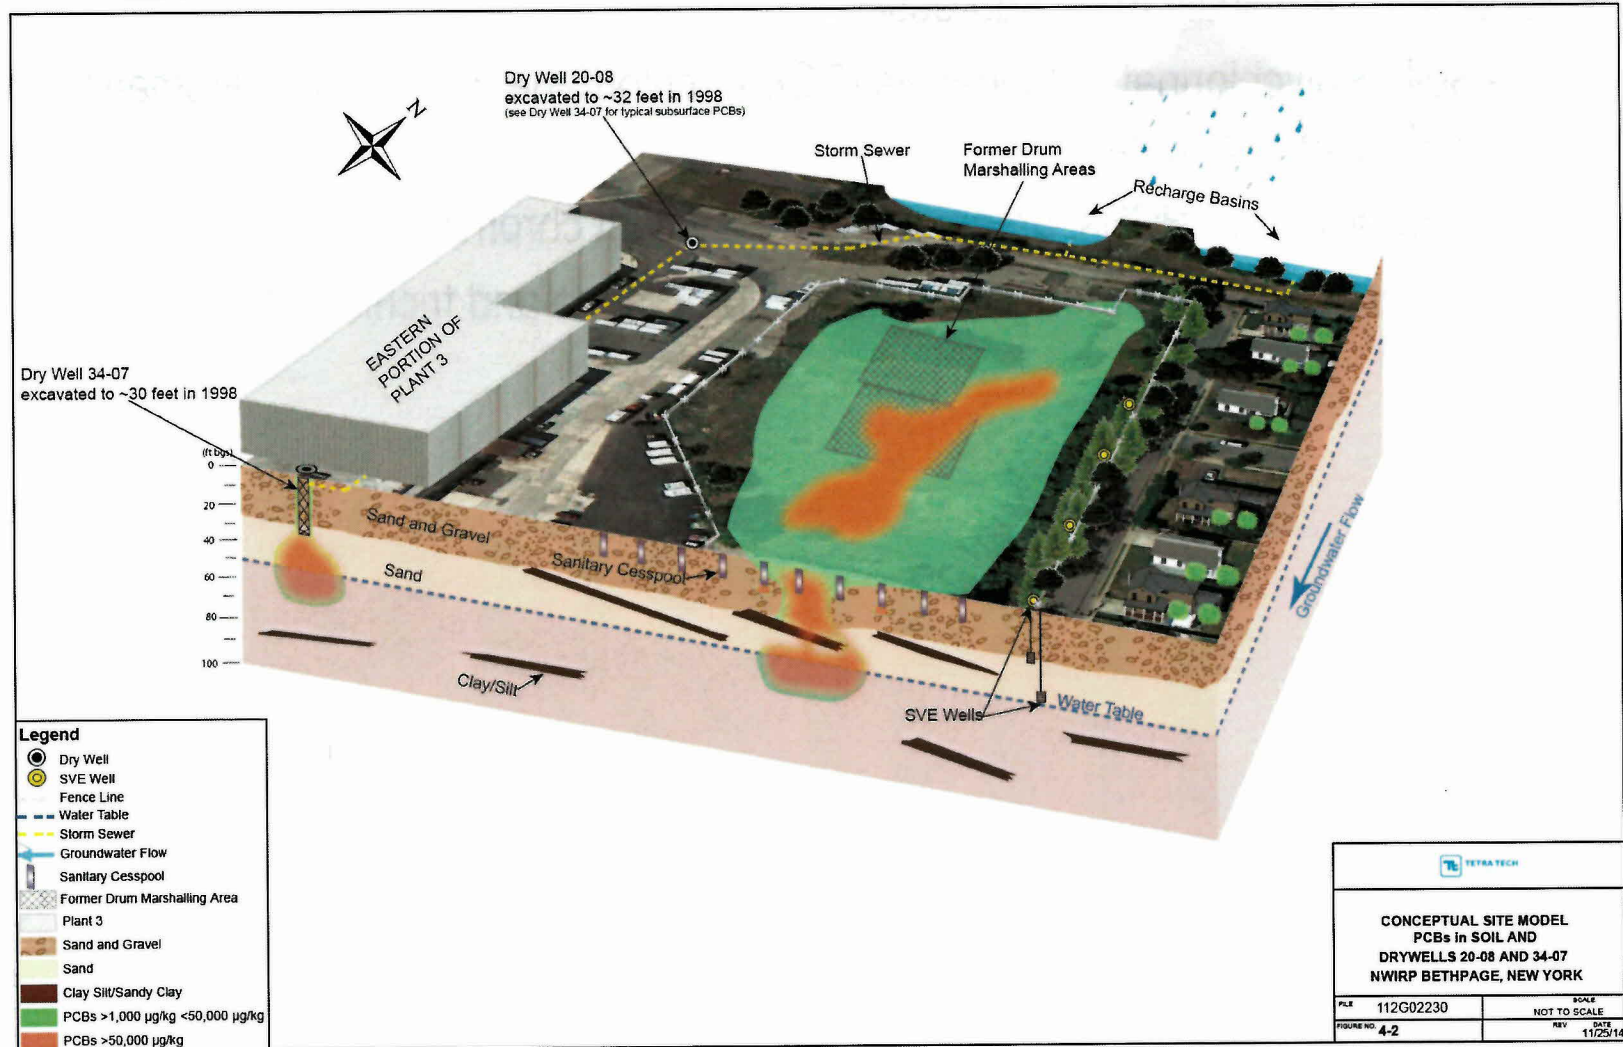 Dry Well 20-08
excavated to ~32 feet in 1998
(see Dry Well 34-07 for typical subsurface PCBs)
N
Storm Sewer
Former Drum
Marshalling Areas
Recharge Basins
EASTERN
PORTION OF
PLANT 3
Dry Well 34-07
excavated to ~30 feet in 1998
(ft bgs)
0
20
40
60
80
100
Sand and Gravel
Sand
Sanitary Cesspool
Clay/Silt
SVE Wells
Water Table
Groundwater Flow
Legend
Dry Well
SVE Well
Fence Line
Water Table
Storm Sewer
Groundwater Flow
Sanitary Cesspool
Former Drum Marshalling Area
Plant 3
Sand and Gravel
Sand
Clay Silt/Sandy Clay
PCBs >1,000 µg/kg <50,000 µg/kg
PCBs >50,000 µg/kg
TETRA TECH
CONCEPTUAL SITE MODEL
PCBs in SOIL AND
DRYWELLS 20-08 AND 34-07
NWIRP BETHPAGE, NEW YORK
FILE 112G02230
SCALE
NOT TO SCALE
FIGURE NO. 4-2
REV DATE
11/25/14